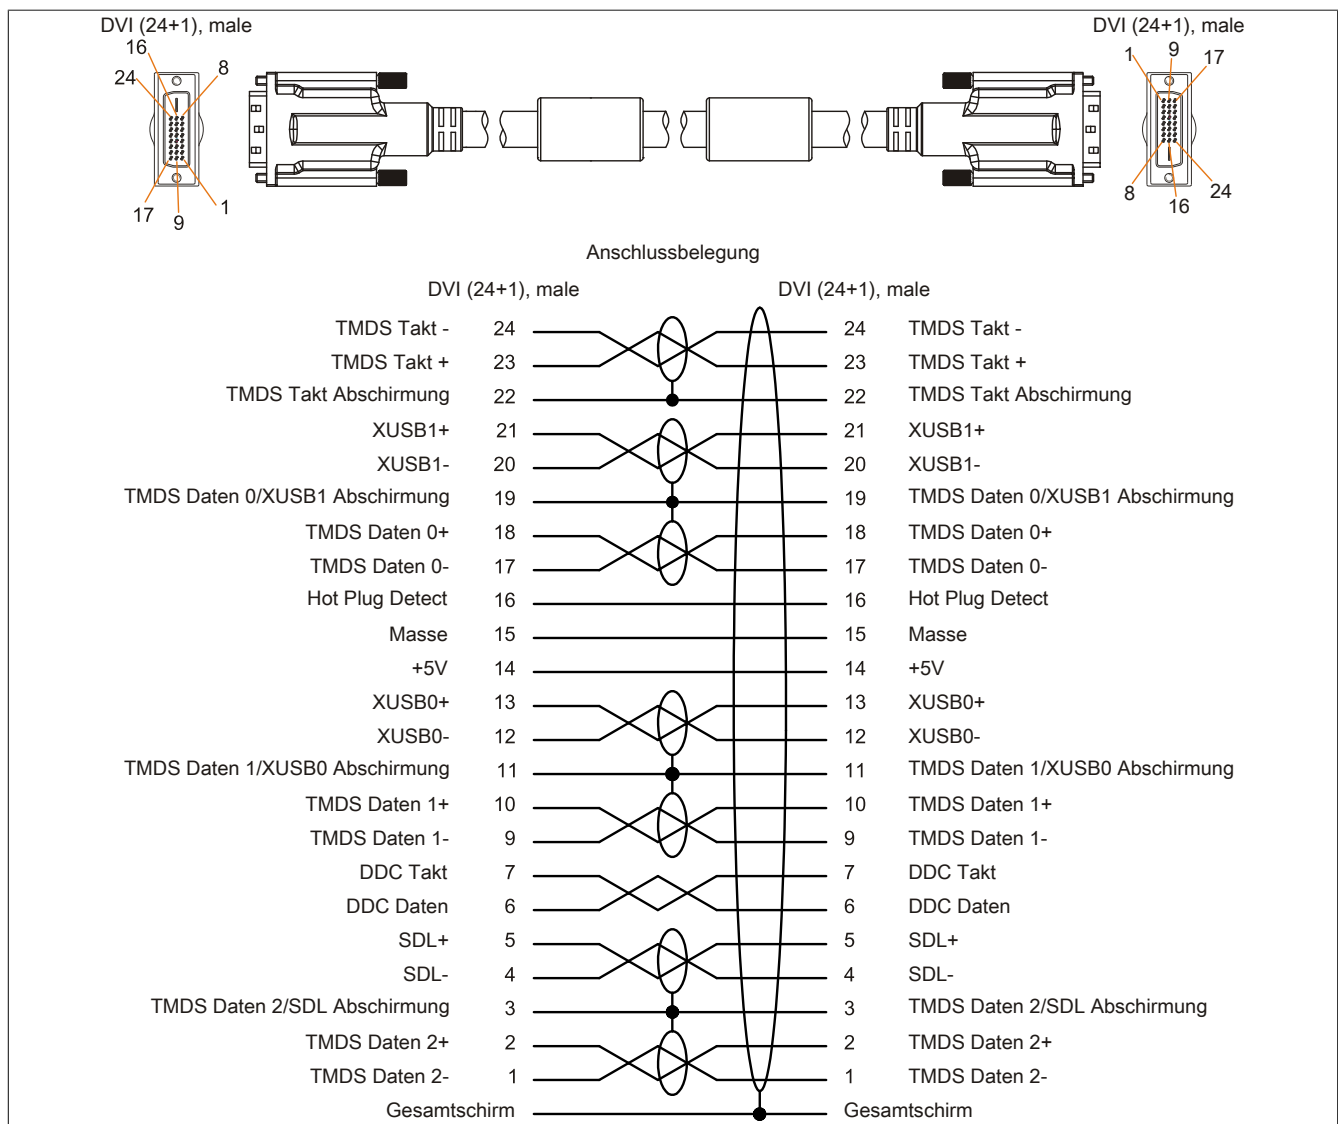 DVI (24+1), male DVI (24+1), male
16 9
24 8 1 17
17 9 1 8 16 24
Anschlussbelegung
DVI (24+1), male DVI (24+1), male
TMDS Takt - 24 24 TMDS Takt -
TMDS Takt + 23 23 TMDS Takt +
TMDS Takt Abschirmung 22 22 TMDS Takt Abschirmung
XUSB1+ 21 21 XUSB1+
XUSB1- 20 20 XUSB1-
TMDS Daten 0/XUSB1 Abschirmung 19 19 TMDS Daten 0/XUSB1 Abschirmung
TMDS Daten 0+ 18 18 TMDS Daten 0+
TMDS Daten 0- 17 17 TMDS Daten 0-
Hot Plug Detect 16 16 Hot Plug Detect
Masse 15 15 Masse
+5V 14 14 +5V
XUSB0+ 13 13 XUSB0+
XUSB0- 12 12 XUSB0-
TMDS Daten 1/XUSB0 Abschirmung 11 11 TMDS Daten 1/XUSB0 Abschirmung
TMDS Daten 1+ 10 10 TMDS Daten 1+
TMDS Daten 1- 9 9 TMDS Daten 1-
DDC Takt 7 7 DDC Takt
DDC Daten 6 6 DDC Daten
SDL+ 5 5 SDL+
SDL- 4 4 SDL-
TMDS Daten 2/SDL Abschirmung 3 3 TMDS Daten 2/SDL Abschirmung
TMDS Daten 2+ 2 2 TMDS Daten 2+
TMDS Daten 2- 1 1 TMDS Daten 2-
Gesamtschirm Gesamtschirm